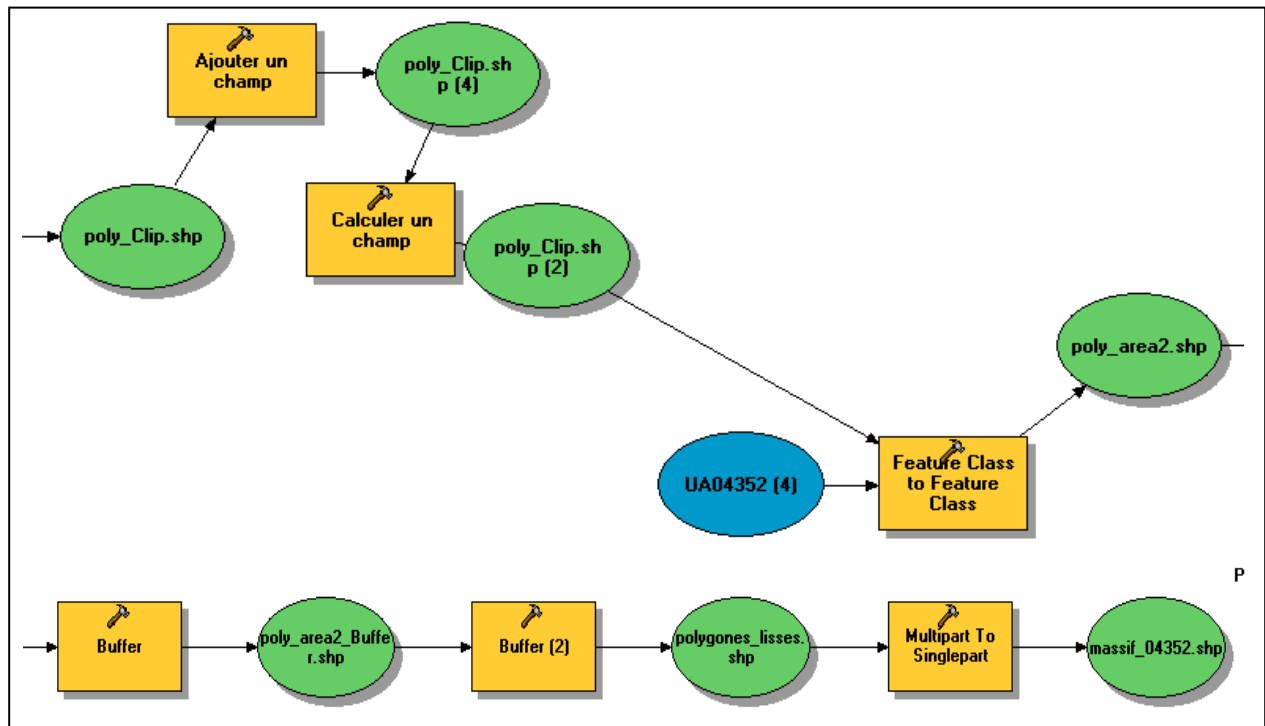 Ajouter un
champ
poly_Clip.sh
p (4)
poly_Clip.shp
Calculer un
champ
poly_Clip.sh
p (2)
poly_area2.shp
UA04352 (4)
Feature Class
to Feature
Class
P
Buffer
poly_area2_Buffe
r.shp
Buffer (2)
polygones_lisses.
shp
Multipart To
Singlepart
massif_04352.shp